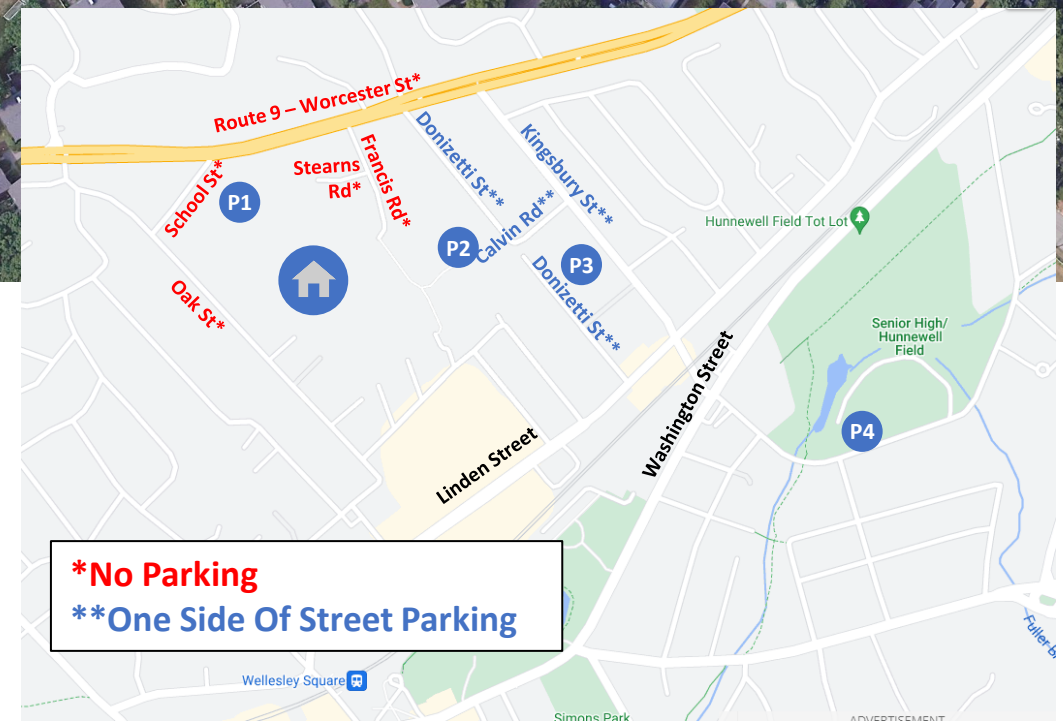 Route 9 – Worcester St*
Donizetti St**
Kingsbury St**
Francis Rd*
Stearns
Rd*
School St*
P1
Calvin Rd**
Hunnewell Field Tot Lot
P2
P3
Donizetti St**
Oak St*
Senior High/
Hunnewell
Field
Washington Street
P4
Linden Street
*No Parking
**One Side Of Street Parking
Wellesley Square
Simons Park
ADVERTISEMENT